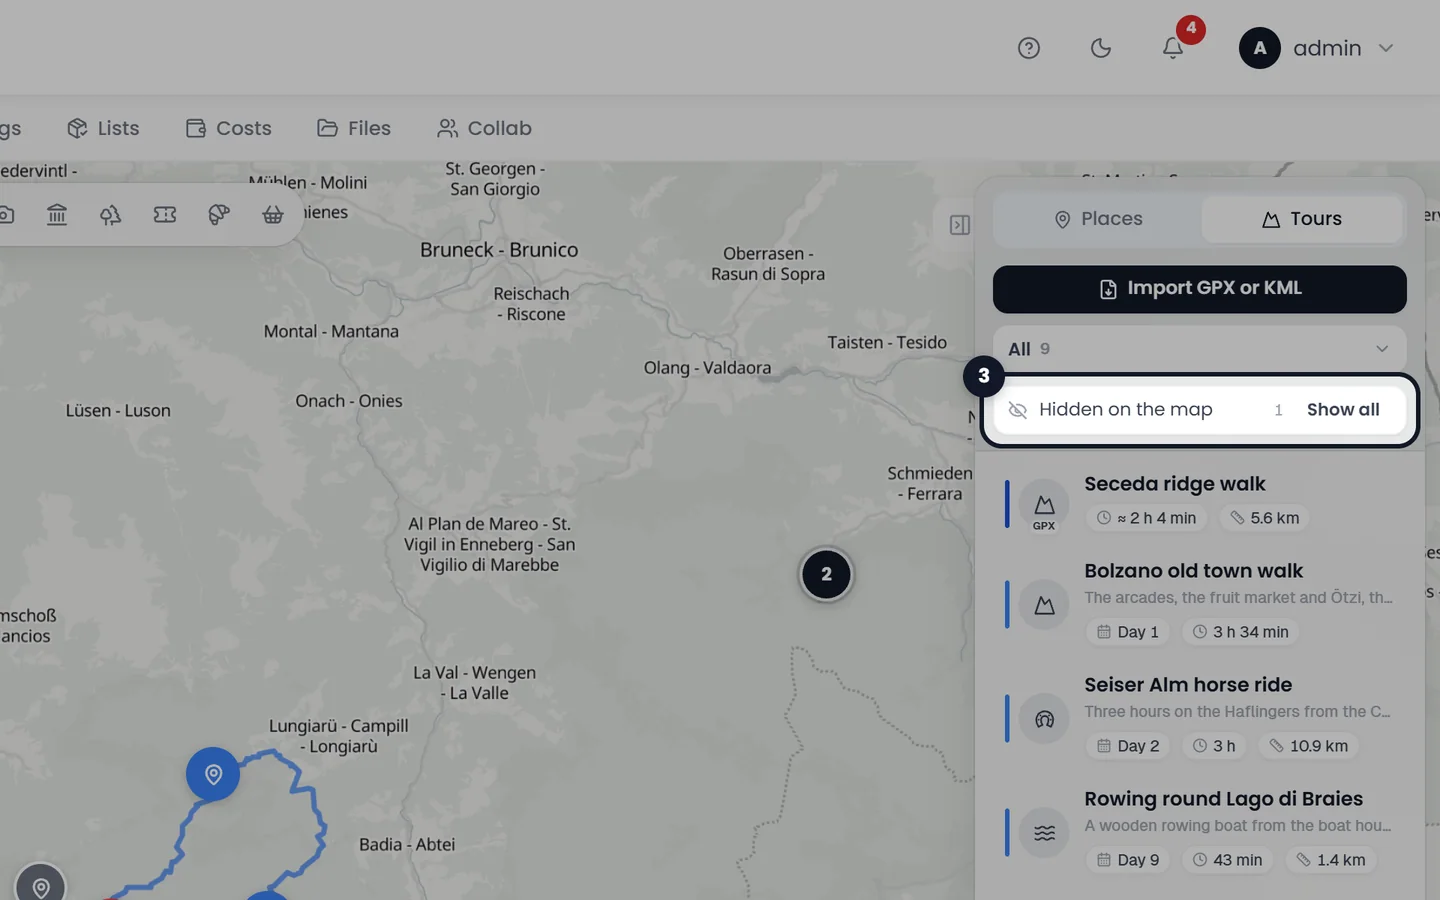 4
A
admin
gs
Lists
Costs
Files
Collab
edervintl -
Mühlen - Molini
St. Georgen -
San Giorgio
hienes
Bruneck - Brunico
Oberrasen -
Rasun di Sopra
Reischach
- Riscone
Montal - Mantana
Taisten - Tesido
Olang - Valdaora
Lüsen - Luson
Onach - Onies
Schmieden
- Ferrara
Al Plan de Mareo - St.
Vigil in Enneberg - San
Vigilio di Marebbe
2
mschoß
ancios
La Val - Wengen
- La Valle
Lungiarü - Campill
- Longiarù
Badia - Abtei
Places
Tours
Import GPX or KML
All 9
3
Hidden on the map 1 Show all
Seceda ridge walk
GPX
≈ 2 h 4 min 5.6 km
Bolzano old town walk
The arcades, the fruit market and Ötzi, th...
Day 1 3 h 34 min
Seiser Alm horse ride
Three hours on the Haflingers from the C...
Day 2 3 h 10.9 km
Rowing round Lago di Braies
A wooden rowing boat from the boat hou...
Day 9 43 min 1.4 km